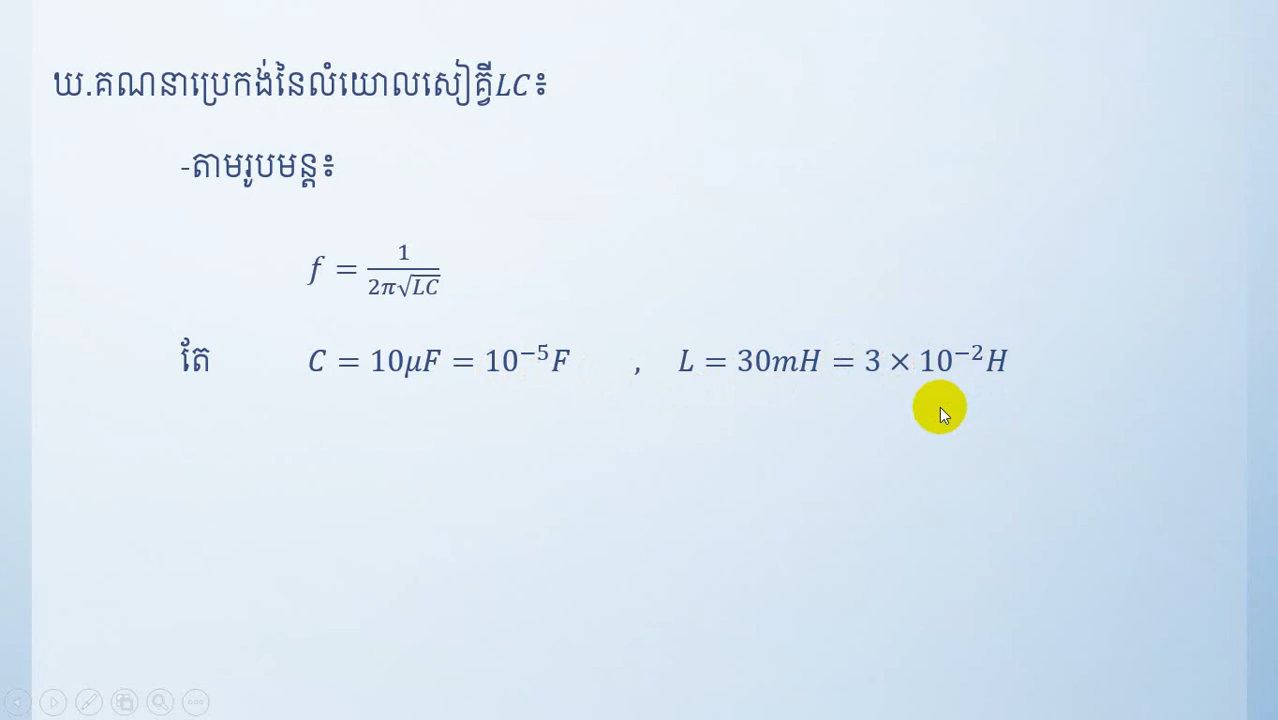 ឃ.គណនាប្រេកង់នៃលំយោលសៀគ្វីLC៖
-តាមរូបមន្ត៖
f = 1/(2π√LC)
តែ C = 10μF = 10⁻⁵F , L = 30mH = 3 × 10⁻²H